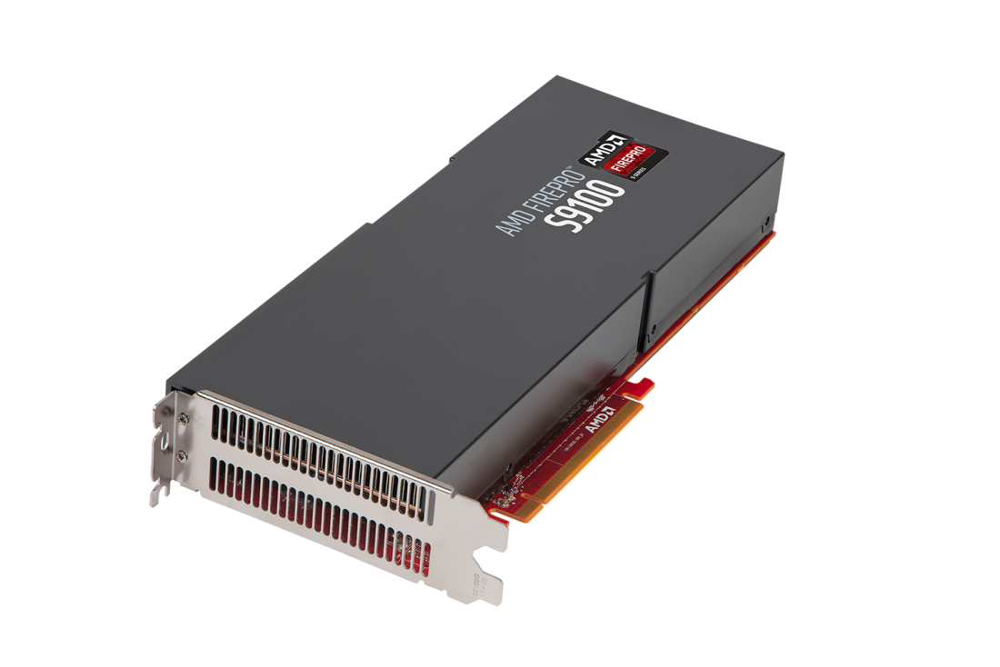 AMD
FIREPRO
S SERIES
AMD FIREPRO™
S9100
AMD